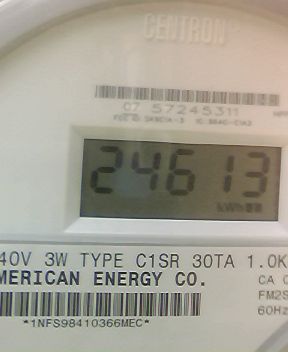 CENTRON
07 57245311
24613
kWh
40V 3W TYPE C1SR 30TA 1.0K
MERICAN ENERGY CO.
CA 0
FM2S
60Hz
*1NFS98410366MEC*